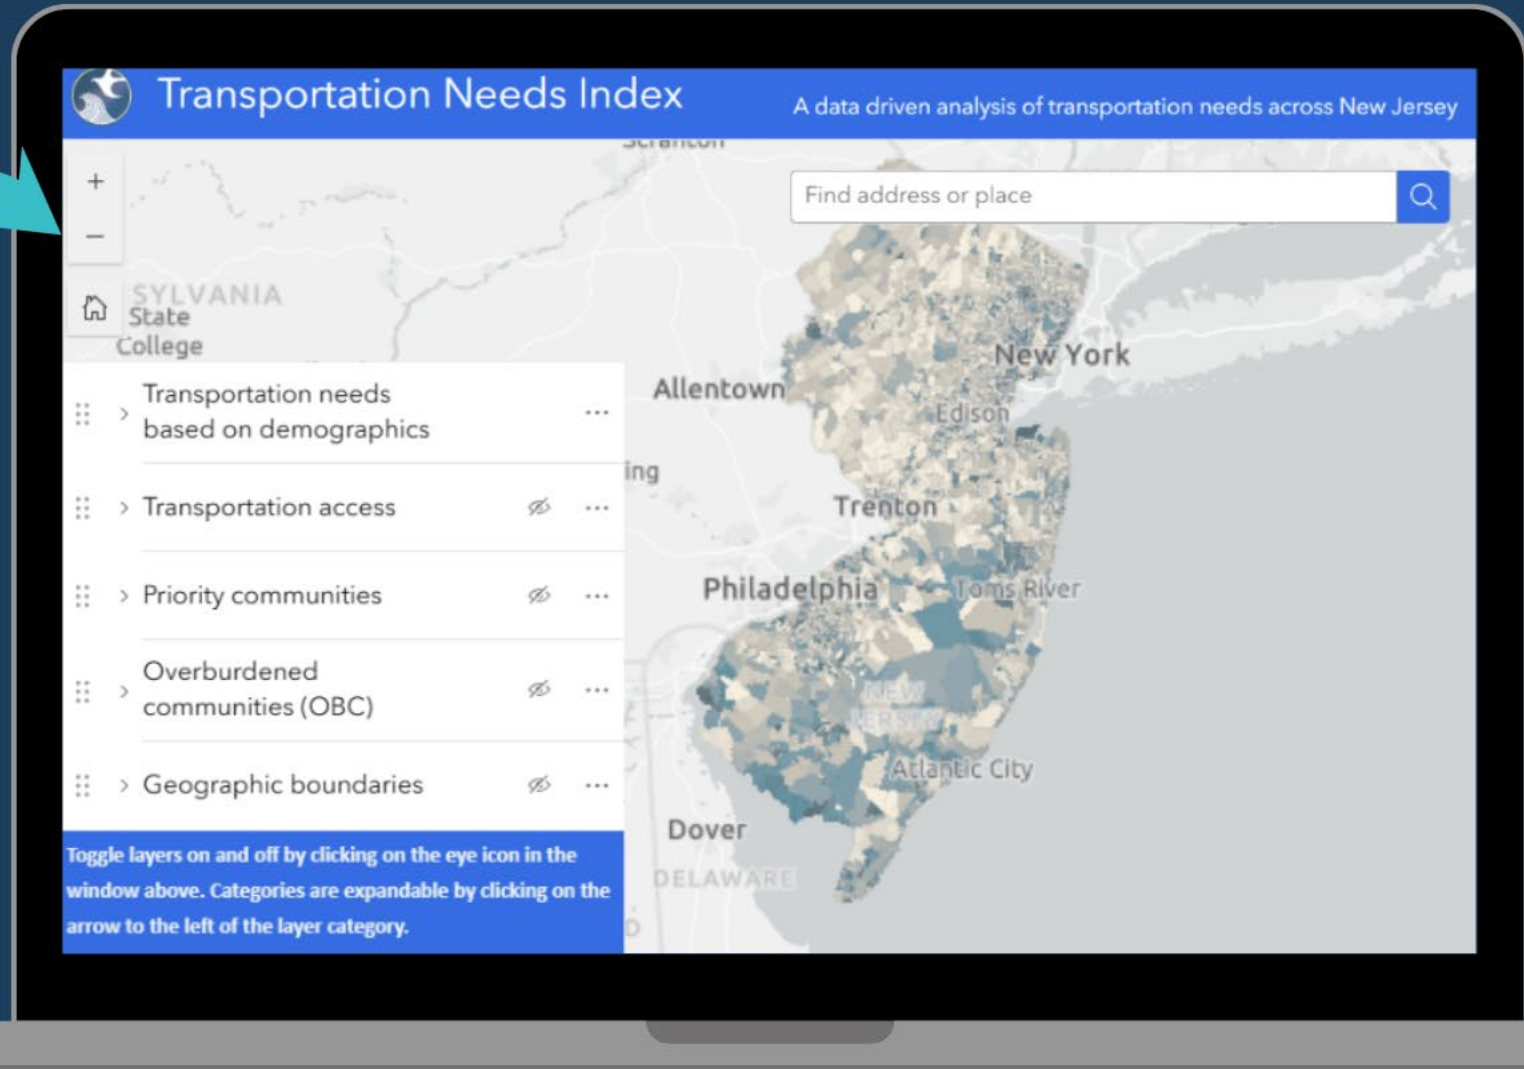 Transportation Needs Index
A data driven analysis of transportation needs across New Jersey
Scranton
+
Find address or place
−
SYLVANIA
State
College
New York
Allentown
Edison
Transportation needs
based on demographics
ing
Transportation access
Trenton
Priority communities
Philadelphia
Toms River
Overburdened
communities (OBC)
NEW
JERSEY
Atlantic City
Geographic boundaries
Dover
DELAWARE
Toggle layers on and off by clicking on the eye icon in the
window above. Categories are expandable by clicking on the
arrow to the left of the layer category.
D